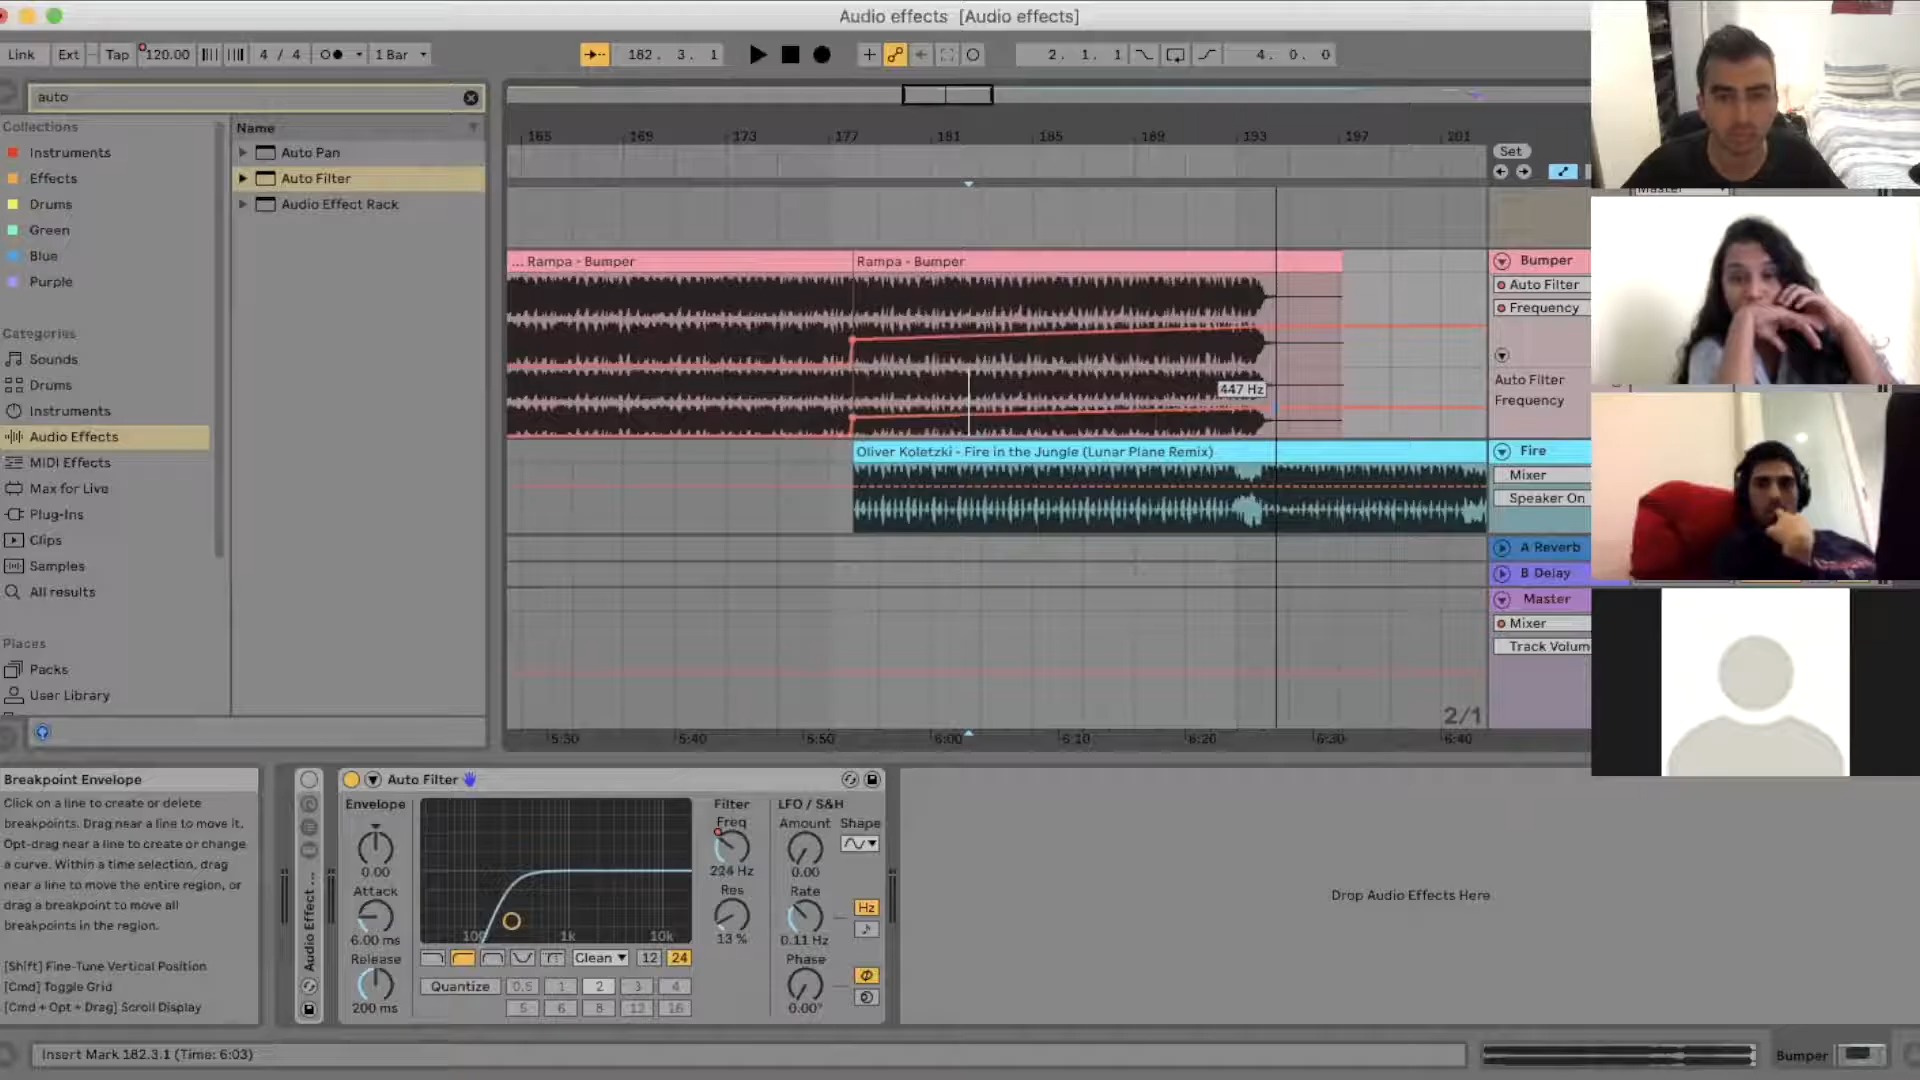 Audio effects [Audio effects]
Link Ext Tap 120.00 4 / 4 1 Bar 182. 3. 1 2. 1. 1 4. 0. 0
auto
Collections
Instruments
Effects
Drums
Green
Blue
Purple
Categories
Sounds
Drums
Instruments
Audio Effects
MIDI Effects
Max for Live
Plug-Ins
Clips
Samples
All results
Places
Packs
User Library
Name
Auto Pan
Auto Filter
Audio Effect Rack
165 169 173 177 181 185 189 193 197 201
Set
... Rampa - Bumper
Rampa - Bumper
447 Hz
Oliver Koletzki - Fire in the Jungle (Lunar Plane Remix)
2/1
5:30 5:40 5:50 6:00 6:10 6:20 6:30 6:40
Bumper
Auto Filter
Frequency
Auto Filter
Frequency
Fire
Mixer
Speaker On
A Reverb
B Delay
Master
Mixer
Track Volum
Master
Breakpoint Envelope
Click on a line to create or delete
breakpoints. Drag near a line to move it.
Opt-drag near a line to create or change
a curve. Within a time selection, drag
near a line to move the entire region, or
drag a breakpoint to move all
breakpoints in the region.
[Shift] Fine-Tune Vertical Position
[Cmd] Toggle Grid
[Cmd + Opt + Drag] Scroll Display
Audio Effect ...
Auto Filter
Envelope
0.00
Attack
6.00 ms
Release
200 ms
100 1k 10k
Clean 12 24
Quantize 0.5 1 2 3 4
5 6 8 12 16
Filter
Freq
224 Hz
Res
13 %
LFO / S&H
Amount Shape
0.00
Rate
Hz
0.11 Hz
Phase
0.00°
Drop Audio Effects Here
Insert Mark 182.3.1 (Time: 6:03)
Bumper